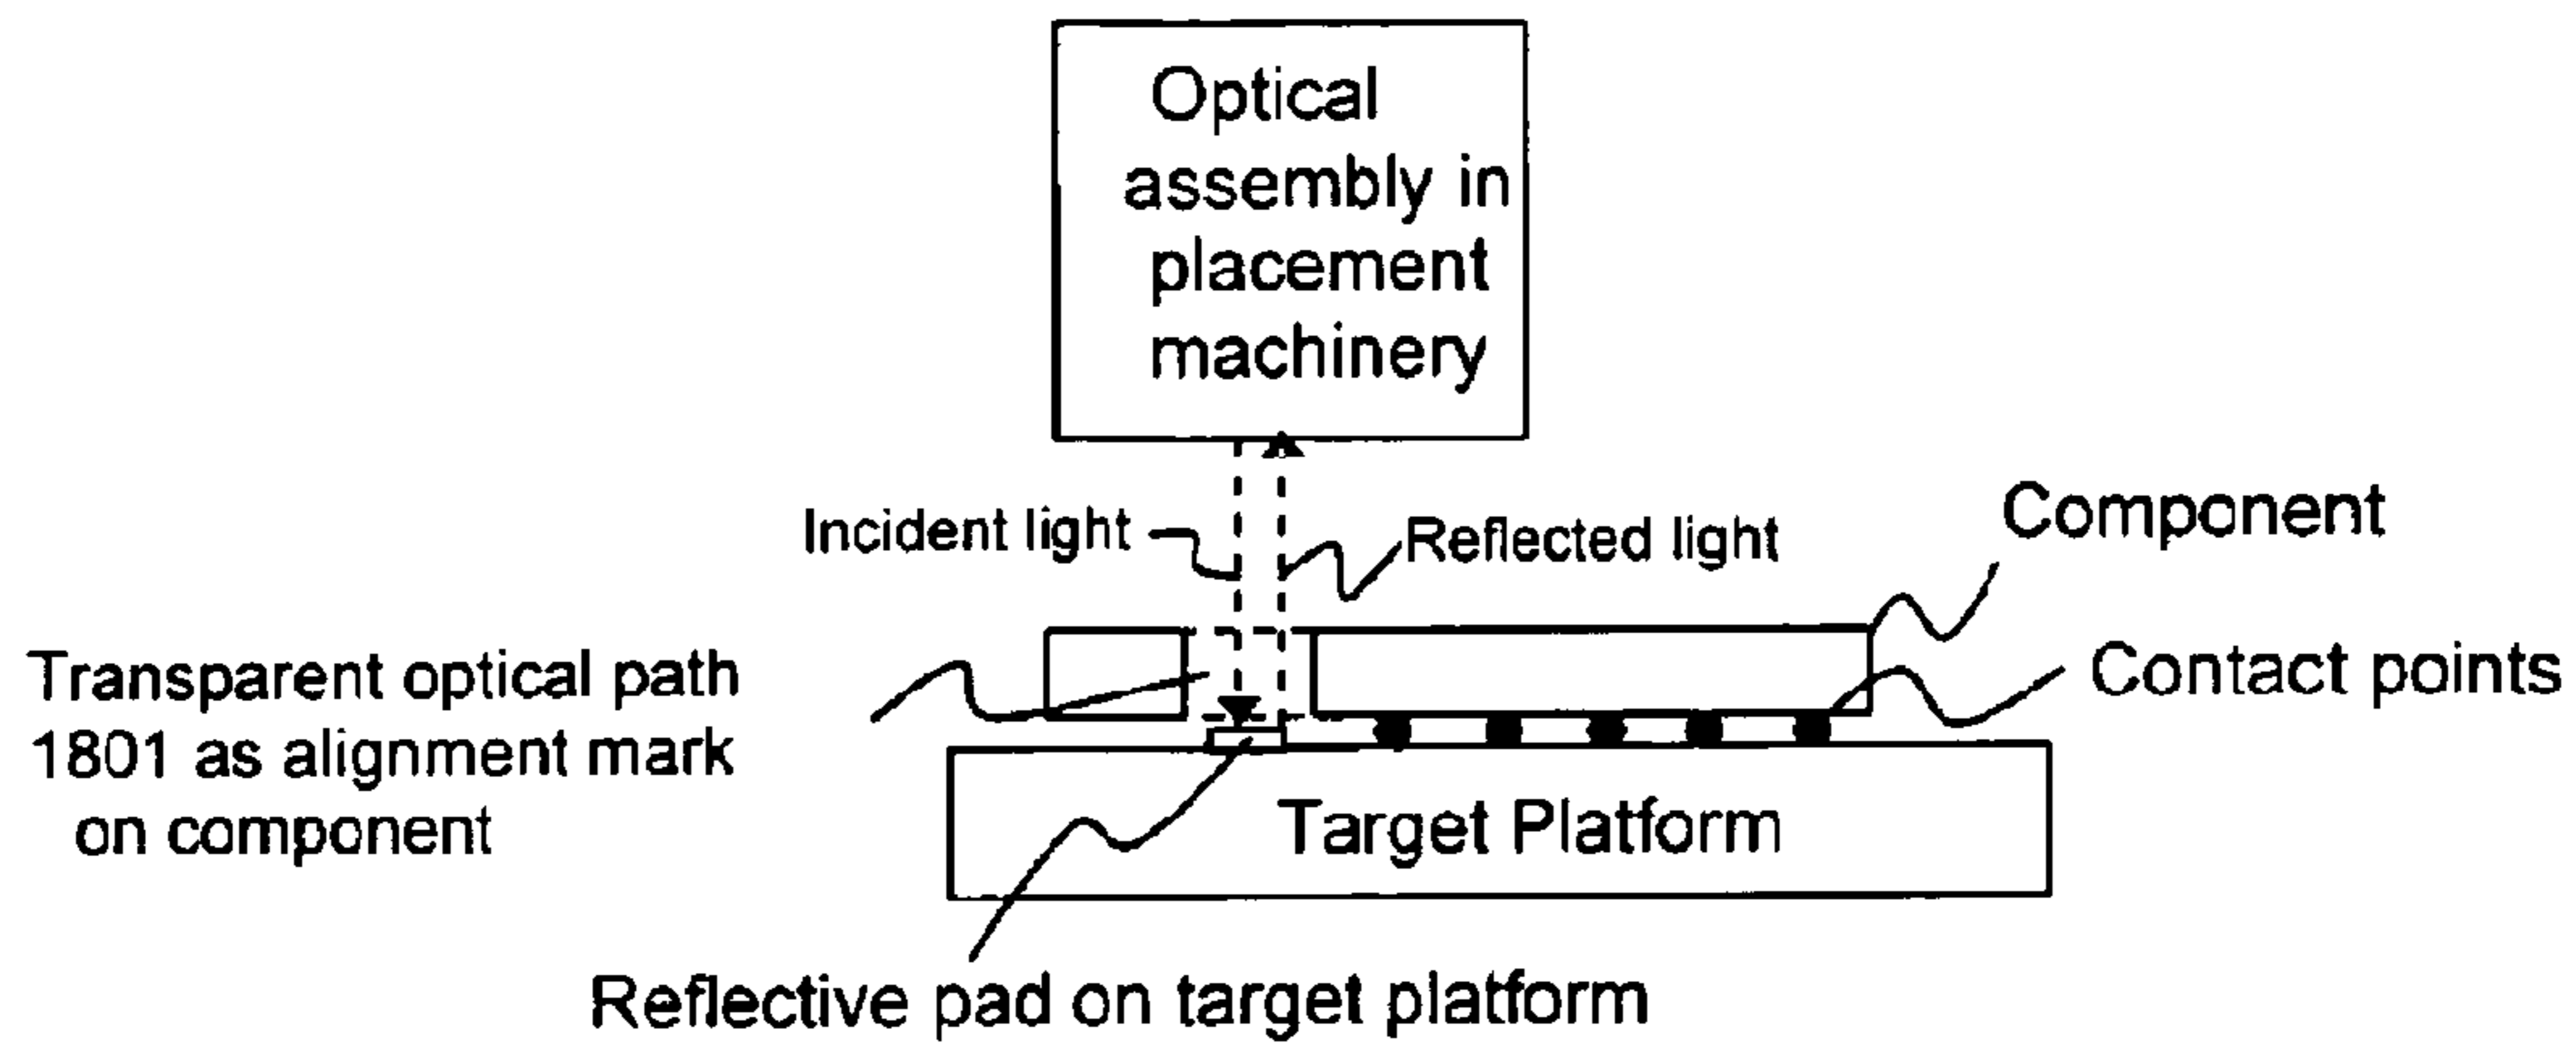 Optical
assembly in
placement
machinery
Incident light
Reflected light
Component
Transparent optical path
1801 as alignment mark
on component
Contact points
Target Platform
Reflective pad on target platform